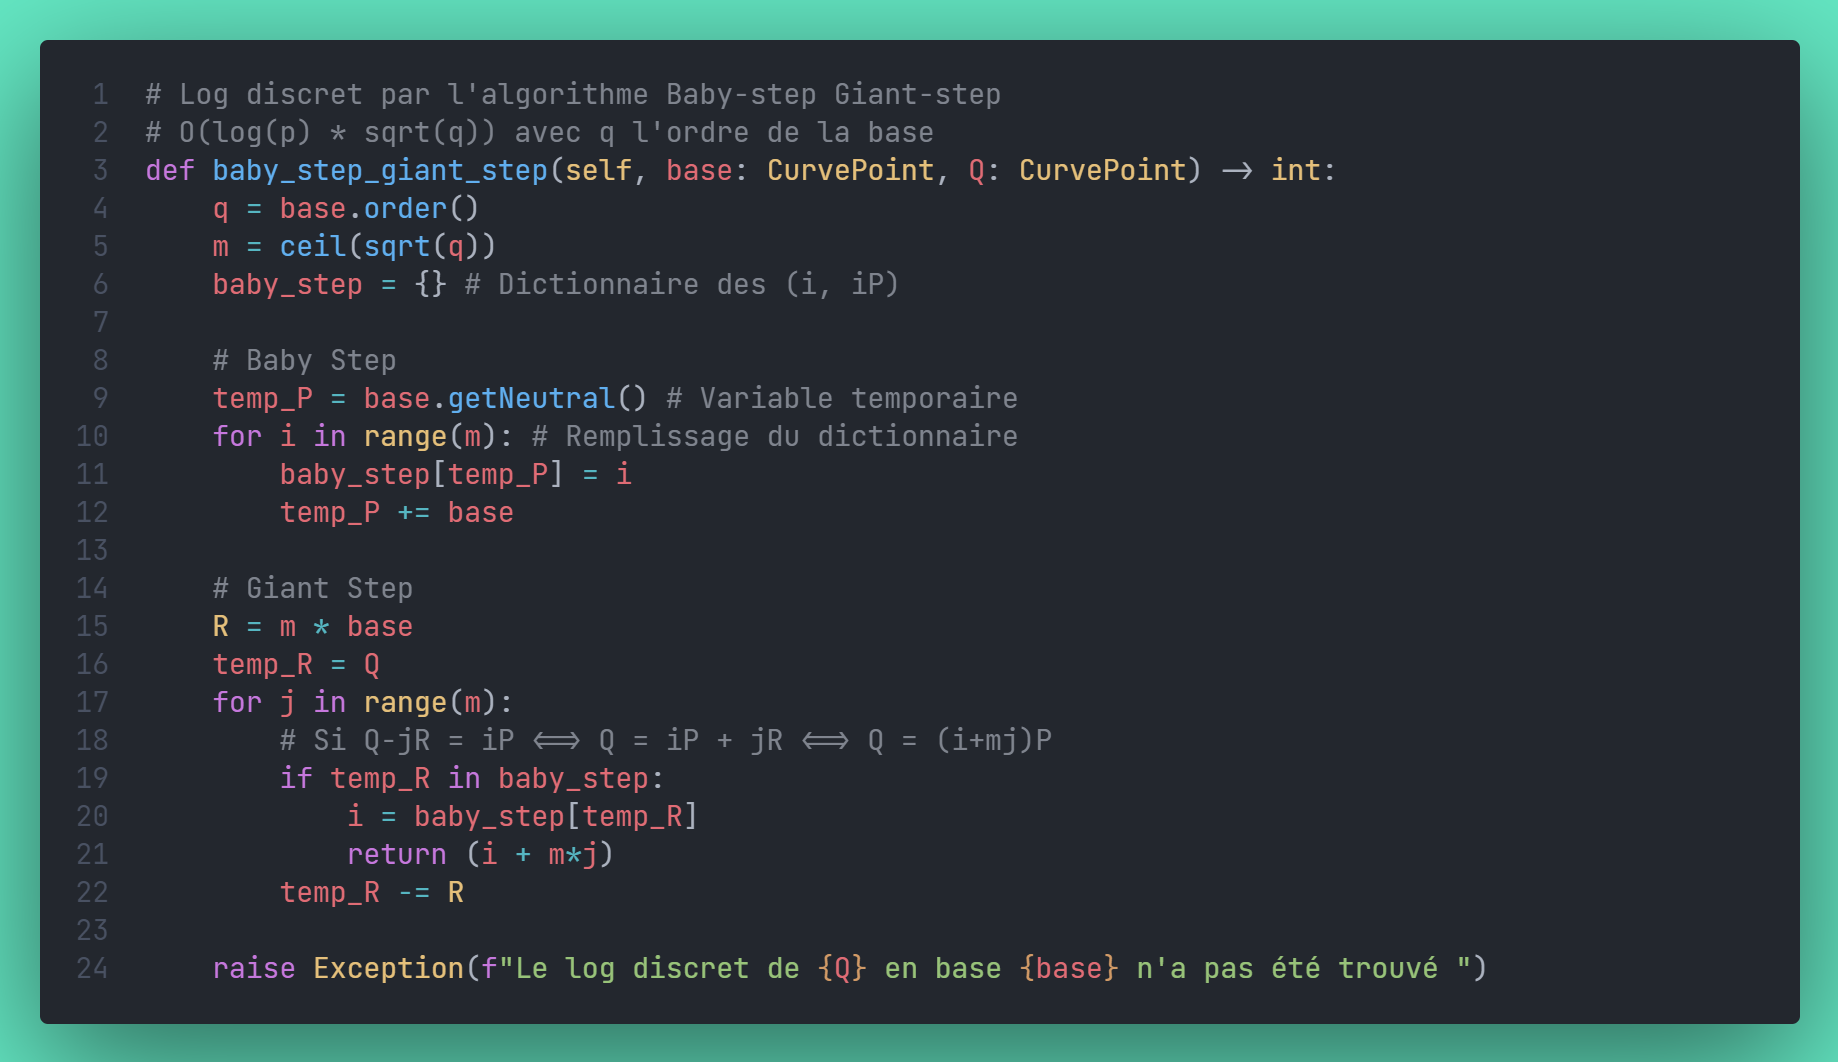 1 # Log discret par l'algorithme Baby-step Giant-step
2 # O(log(p) * sqrt(q)) avec q l'ordre de la base
3 def baby_step_giant_step(self, base: CurvePoint, Q: CurvePoint) -> int:
4     q = base.order()
5     m = ceil(sqrt(q))
6     baby_step = {} # Dictionnaire des (i, iP)
7
8     # Baby Step
9     temp_P = base.getNeutral() # Variable temporaire
10     for i in range(m): # Remplissage du dictionnaire
11         baby_step[temp_P] = i
12         temp_P += base
13
14     # Giant Step
15     R = m * base
16     temp_R = Q
17     for j in range(m):
18         # Si Q-jR = iP <=> Q = iP + jR <=> Q = (i+mj)P
19         if temp_R in baby_step:
20             i = baby_step[temp_R]
21             return (i + m*j)
22         temp_R -= R
23
24     raise Exception(f"Le log discret de {Q} en base {base} n'a pas été trouvé ")